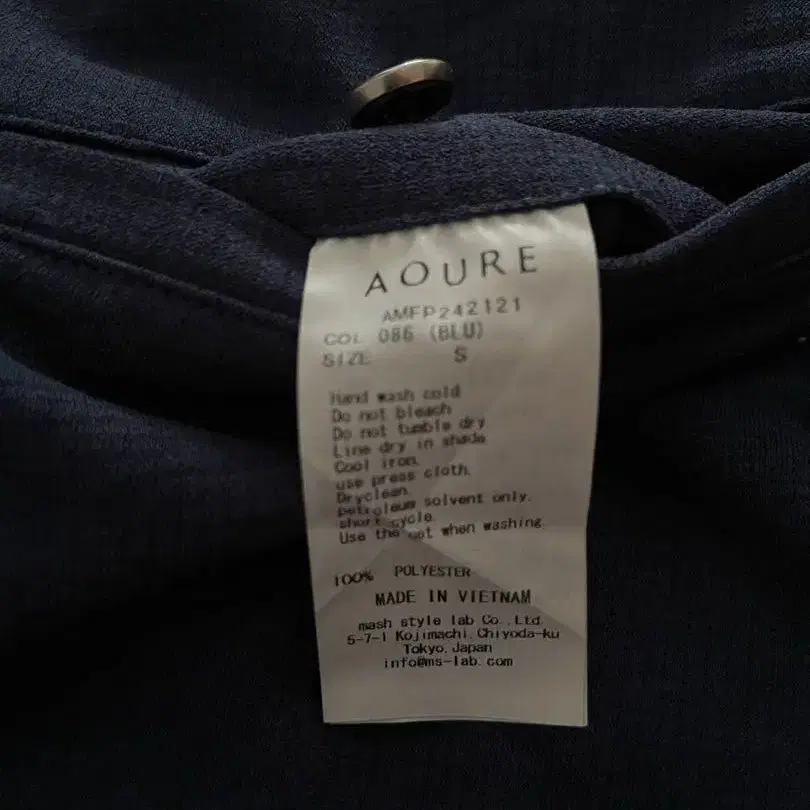 AOURE
AMFP242121
COL 086 (BLU)
SIZE S
Hand wash cold
Do not bleach
Do not tumble dry
Line dry in shade
Cool iron.
use press cloth.
Dryclean.
petroleum solvent only.
short cycle.
Use the net when washing.
100% POLYESTER
MADE IN VIETNAM
mash style lab Co.,Ltd.
5-7-1 Kojimachi,Chiyoda-ku
Tokyo,Japan
info@ms-lab.com